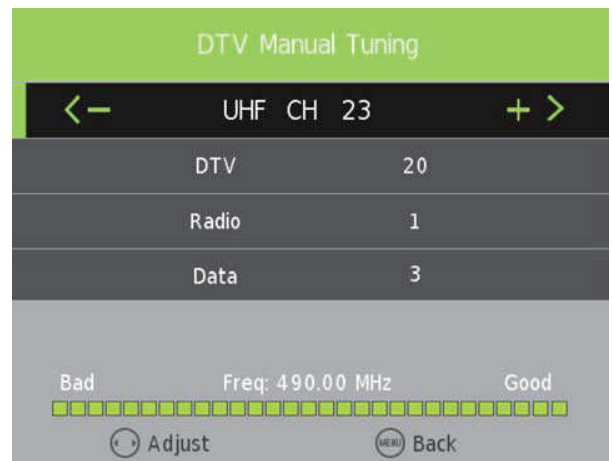 DTV Manual Tuning
<− UHF CH 23 +>
DTV 20
Radio 1
Data 3
Bad Freq: 490.00 MHz Good
Adjust MENU Back